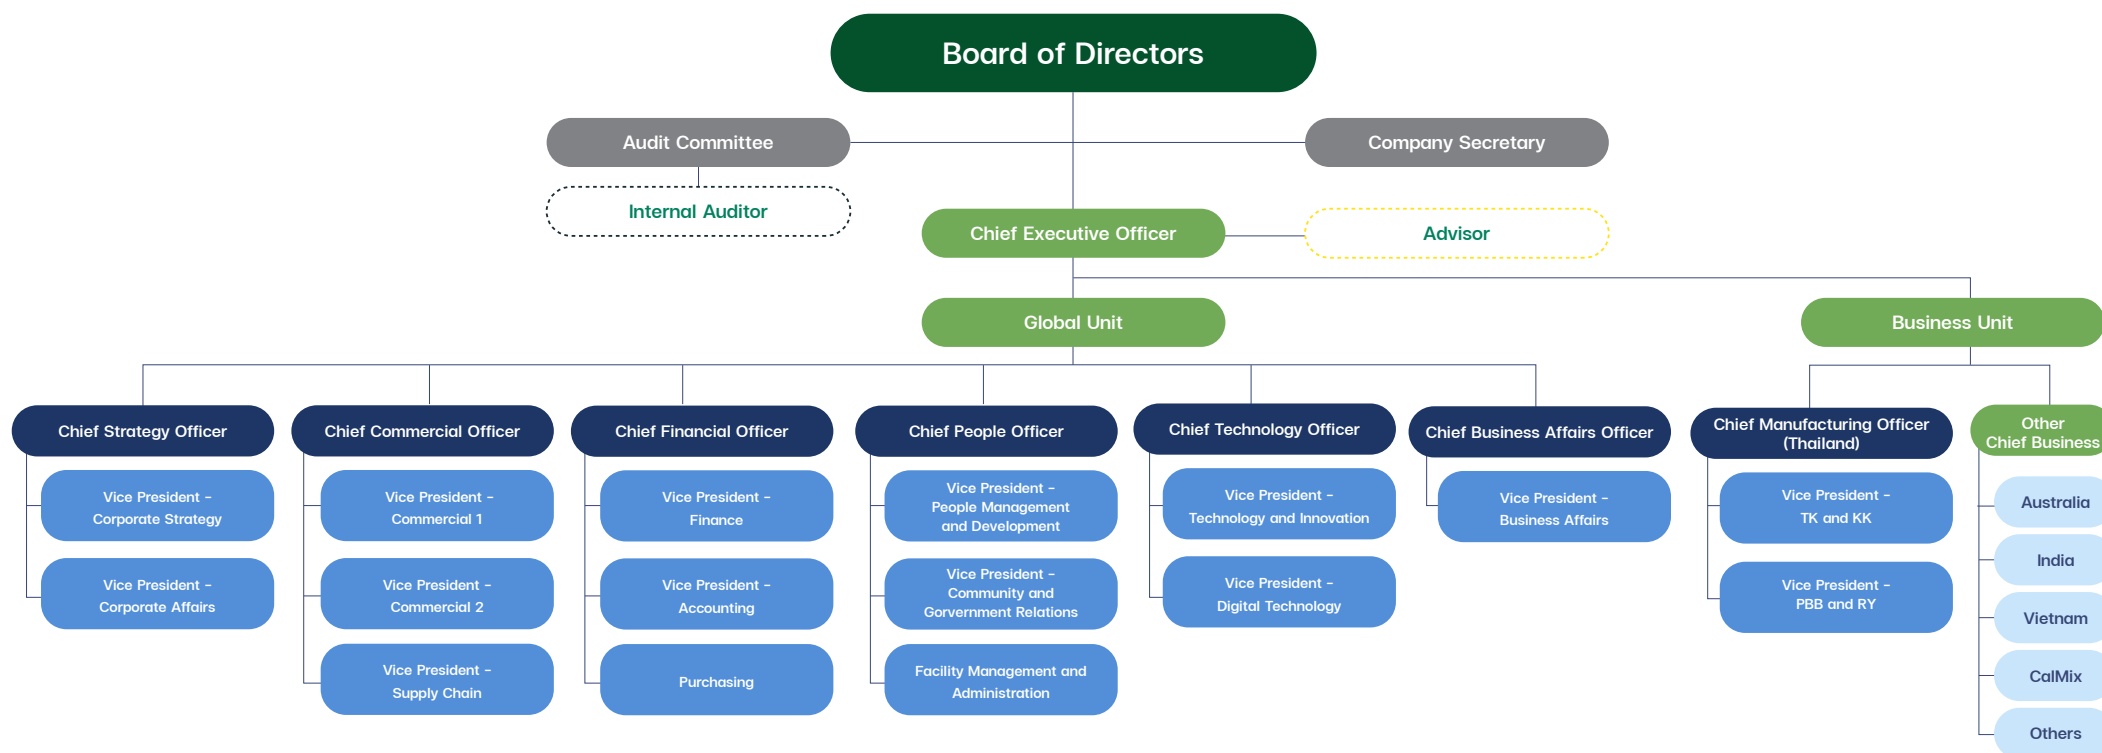 Board of Directors
Audit Committee
Company Secretary
Internal Auditor
Chief Executive Officer
Advisor
Global Unit
Business Unit
Chief Strategy Officer
Vice President -
Corporate Strategy
Vice President -
Corporate Affairs
Chief Commercial Officer
Vice President -
Commercial 1
Vice President -
Commercial 2
Vice President -
Supply Chain
Chief Financial Officer
Vice President -
Finance
Vice President -
Accounting
Purchasing
Chief People Officer
Vice President -
People Management
and Development
Vice President -
Community and
Gorvernment Relations
Facility Management and
Administration
Chief Technology Officer
Vice President -
Technology and Innovation
Vice President -
Digital Technology
Chief Business Affairs Officer
Vice President -
Business Affairs
Chief Manufacturing Officer
(Thailand)
Vice President -
TK and KK
Vice President -
PBB and RY
Other
Chief Business
Australia
India
Vietnam
CalMix
Others